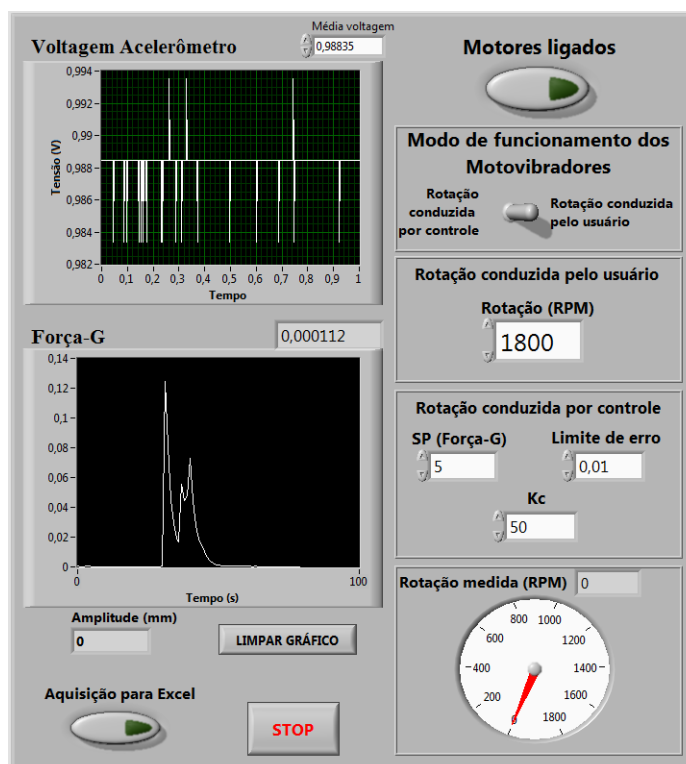 Média voltagem
Voltagem Acelerômetro
0,98835
0,994
0,992
0,99
0,988
0,986
0,984
0,982
Tensão (V)
0 0,1 0,2 0,3 0,4 0,5 0,6 0,7 0,8 0,9 1
Tempo
Força-G
0,000112
0,14
0,12
0,1
0,08
0,06
0,04
0,02
0
0 100
Tempo (s)
Amplitude (mm)
0
LIMPAR GRÁFICO
Aquisição para Excel
STOP
Motores ligados
Modo de funcionamento dos
Motovibradores
Rotação
conduzida
por controle
Rotação conduzida
pelo usuário
Rotação conduzida pelo usuário
Rotação (RPM)
1800
Rotação conduzida por controle
SP (Força-G) Limite de erro
5 0,01
Kc
50
Rotação medida (RPM) 0
0
200
400
600
800
1000
1200
1400
1600
1800